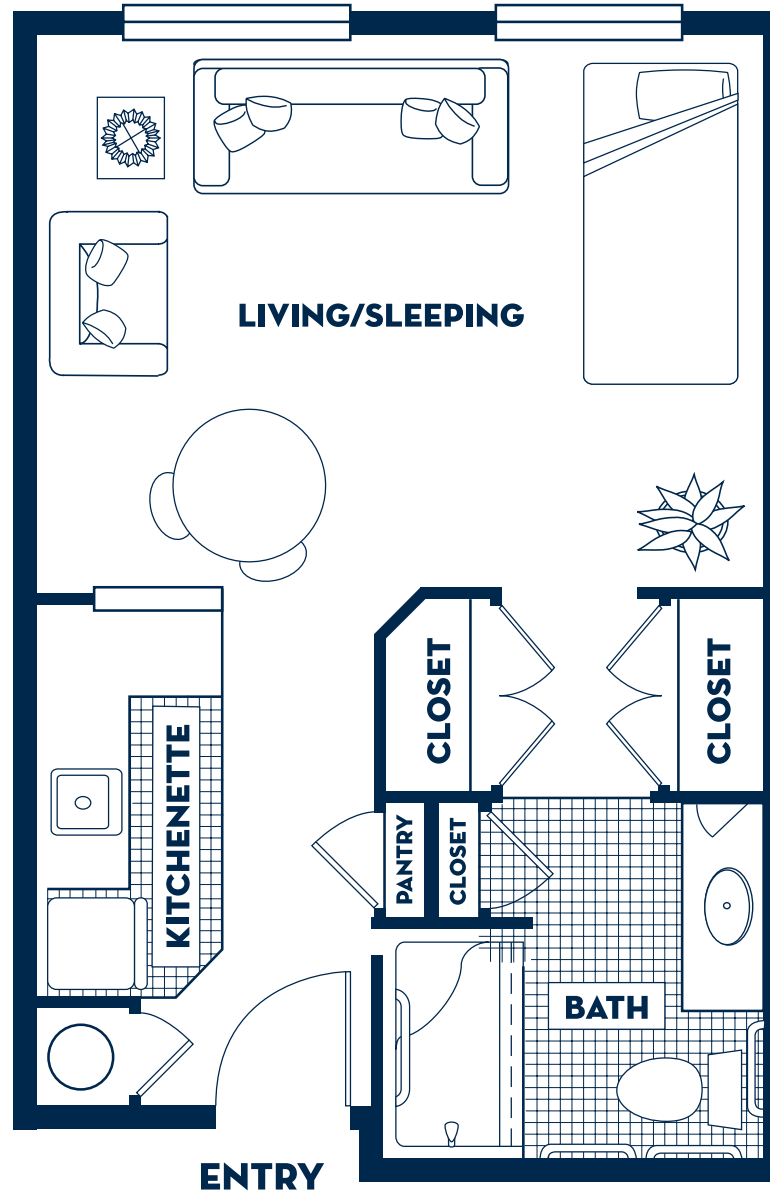 LIVING/SLEEPING
CLOSET
CLOSET
KITCHENETTE
PANTRY
CLOSET
BATH
ENTRY